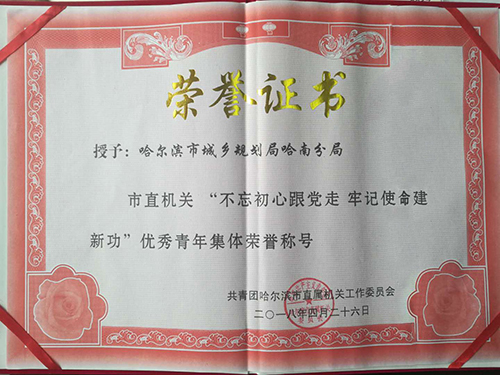 荣誉证书
授予：哈尔滨市城乡规划局哈南分局
市直机关 “不忘初心跟党走 牢记使命建
新功”优秀青年集体荣誉称号
共青团哈尔滨市直属机关工作委员会
二〇一八年四月二十六日